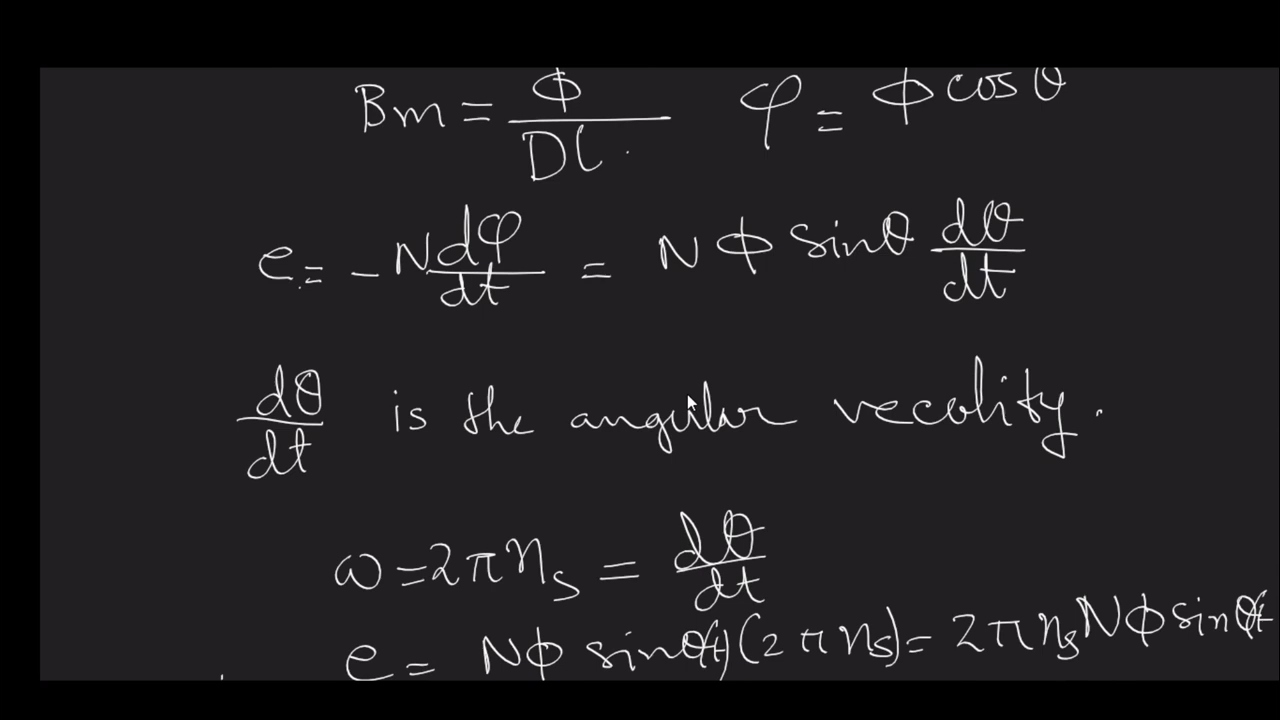 Bm = Φ / Dl. φ = Φ cosθ
e = -N dφ/dt = NΦ sinθ dθ/dt
dθ/dt is the angular vecolity.
ω = 2πns = dθ/dt
e = NΦ sinθ(t) (2πns) = 2πnsNΦ sinθt